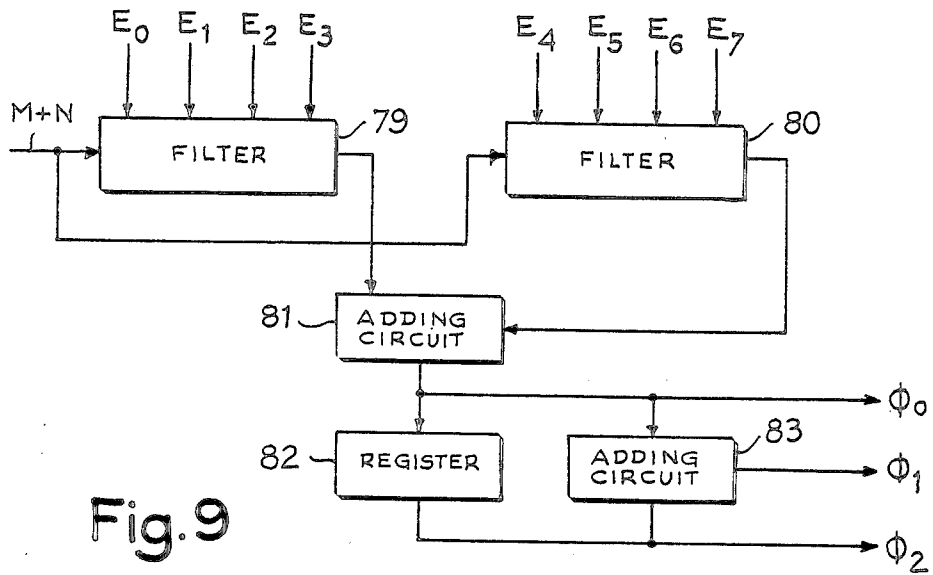 E0 E1 E2 E3
E4 E5 E6 E7
M+N
FILTER
79
FILTER
80
81
ADDING
CIRCUIT
Φ0
82
REGISTER
ADDING
CIRCUIT
83
Φ1
Φ2
Fig. 9